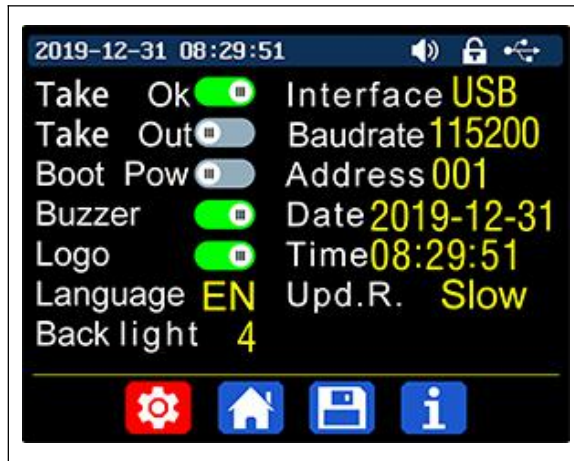 2019-12-31 08:29:51
Take Ok Interface USB
Take Out Baudrate 115200
Boot Pow Address 001
Buzzer Date 2019-12-31
Logo Time 08:29:51
Language EN Upd.R. Slow
Back light 4